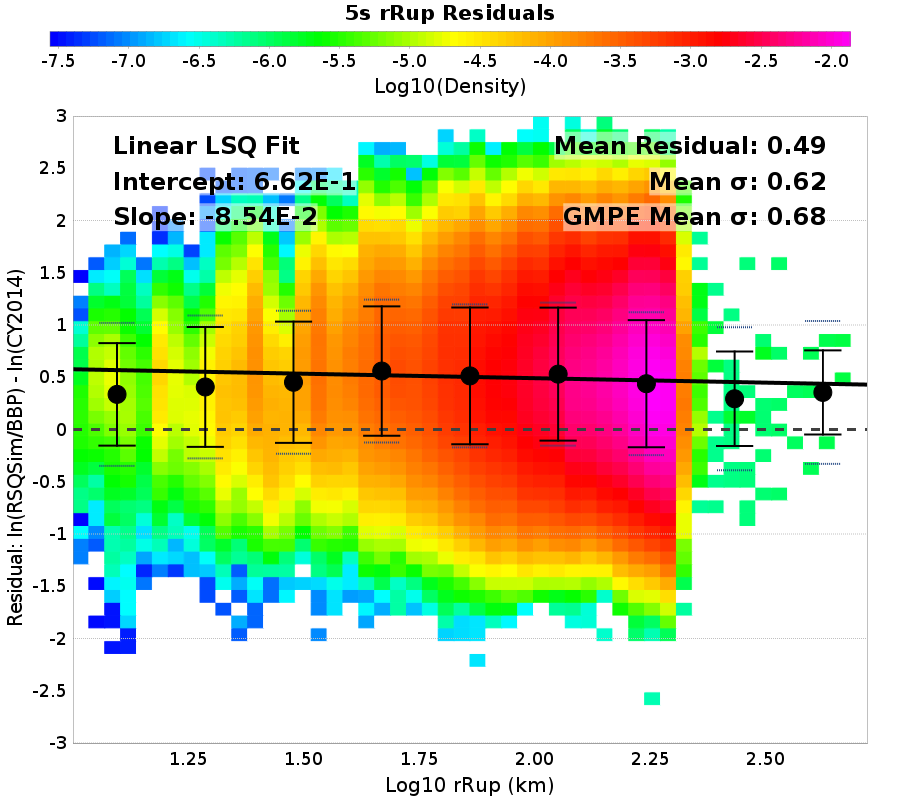 5s rRup Residuals
-7.5 -7.0 -6.5 -6.0 -5.5 -5.0 -4.5 -4.0 -3.5 -3.0 -2.5 -2.0
Log10(Density)
Linear LSQ Fit
Intercept: 6.62E-1
Slope: -8.54E-2
Mean Residual: 0.49
Mean σ: 0.62
GMPE Mean σ: 0.68
Residual: ln(RSQSim/BBP) - ln(CY2014)
3
2.5
2
1.5
1
0.5
0
-0.5
-1
-1.5
-2
-2.5
-3
1.25 1.50 1.75 2.00 2.25 2.50
Log10 rRup (km)